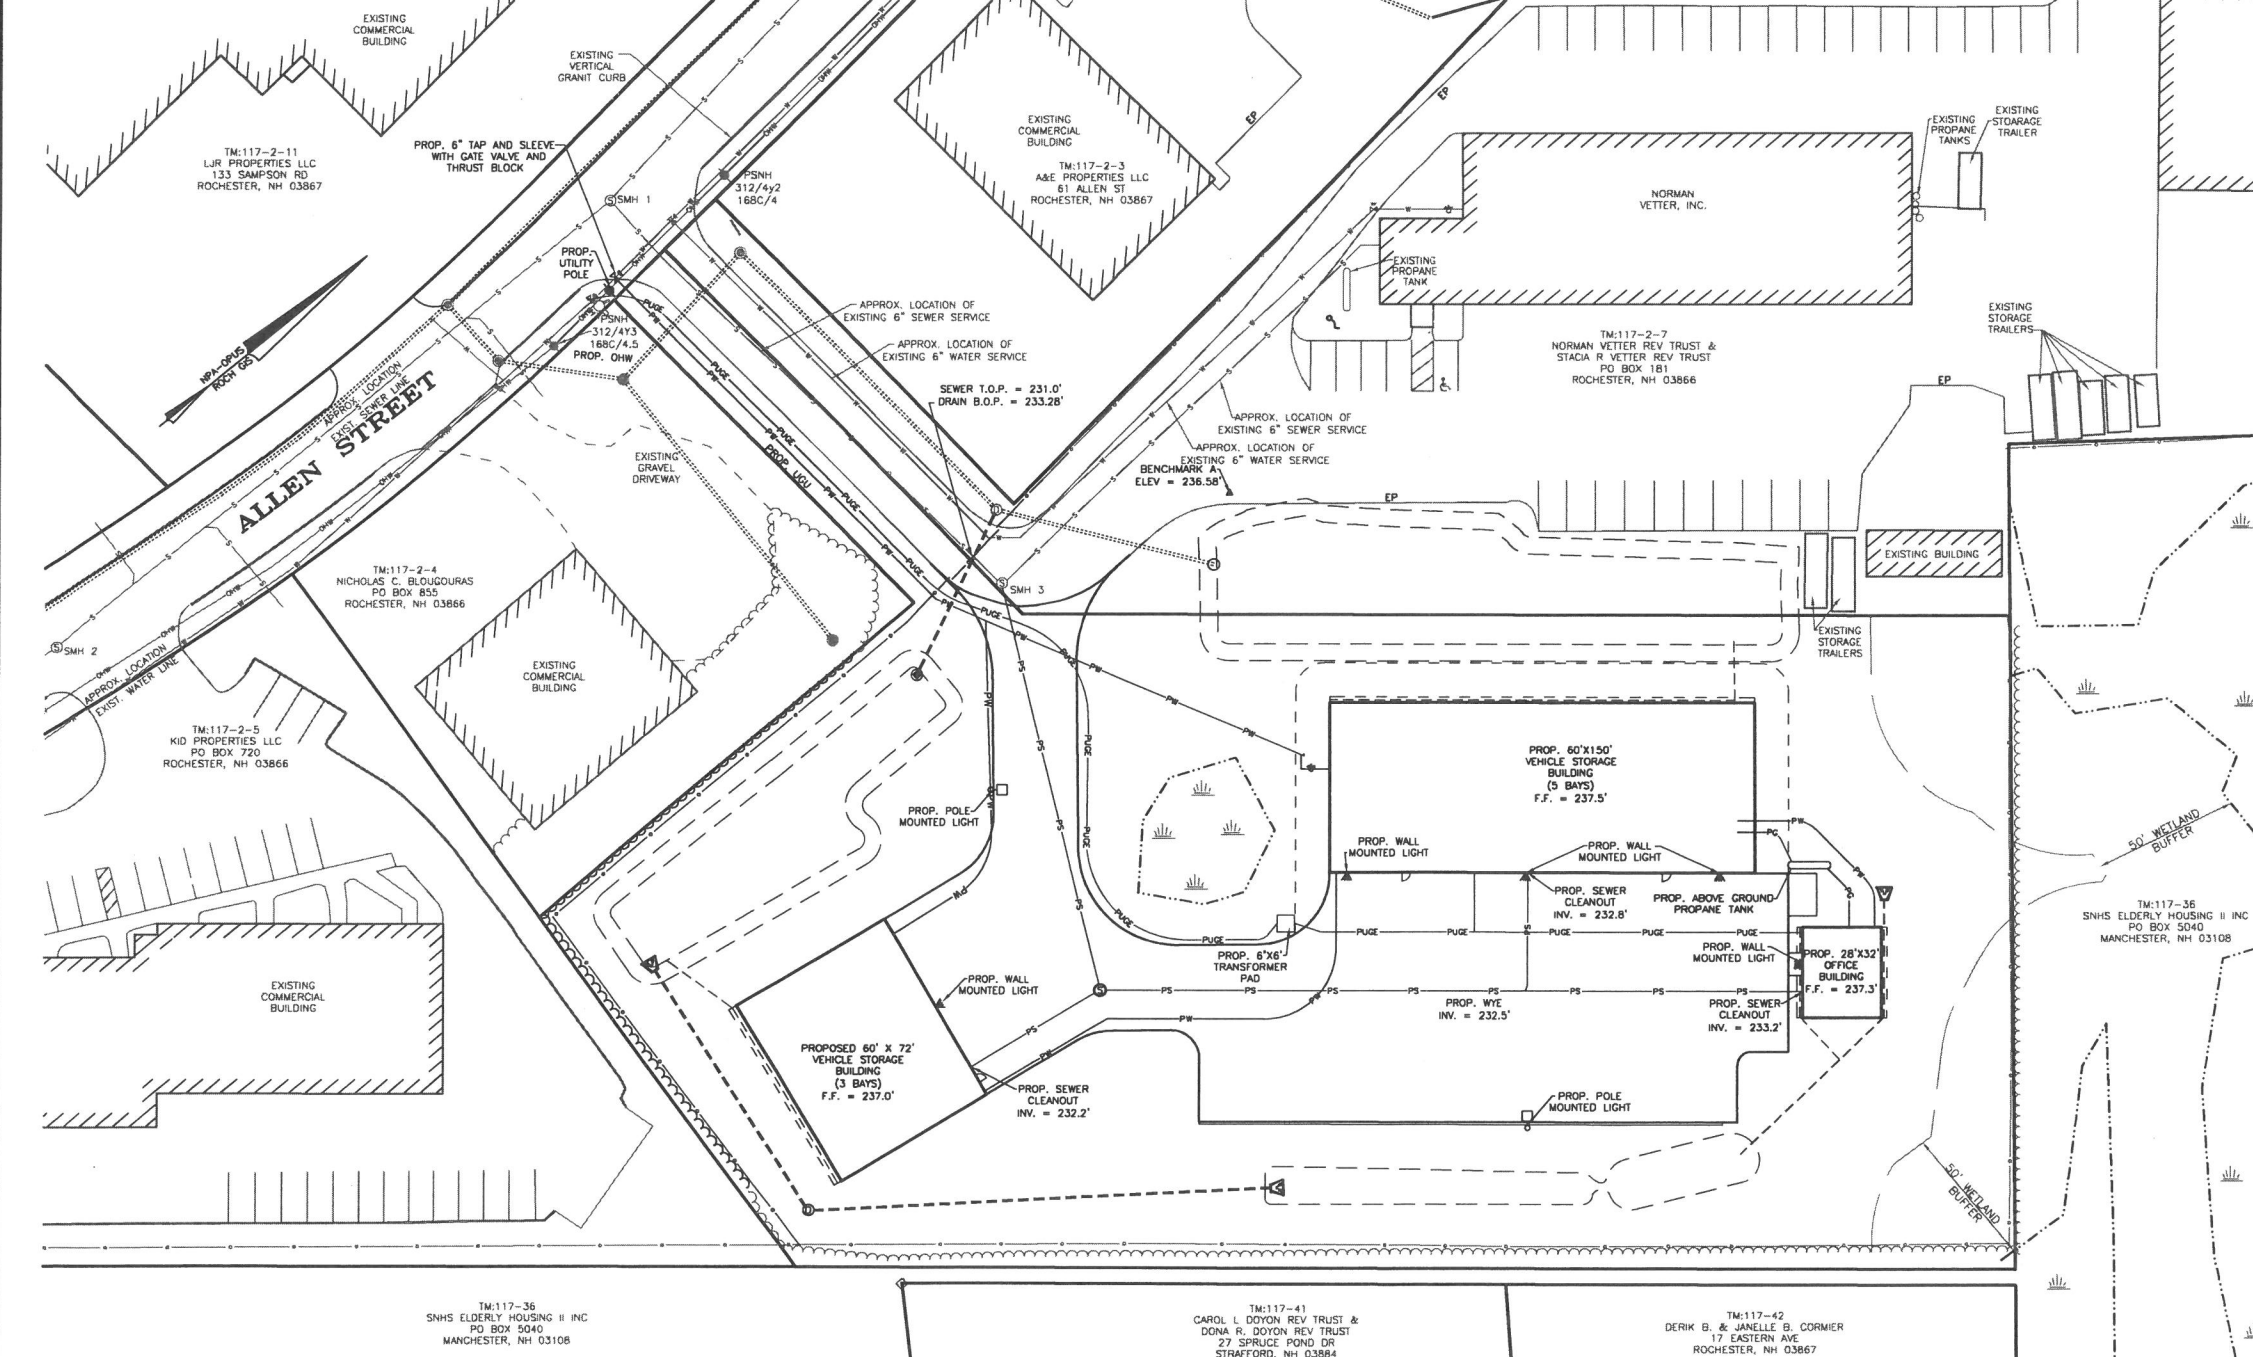 EXISTING
COMMERCIAL
BUILDING
EXISTING
VERTICAL
GRANIT CURB
TM:117-2-11
LJR PROPERTIES LLC
133 SAMPSON RD
ROCHESTER, NH 03867
PROP. 6" TAP AND SLEEVE
WITH GATE VALVE AND
THRUST BLOCK
SMH 1
PSNH
312/4y2
168C/4
EXISTING
COMMERCIAL
BUILDING
TM:117-2-3
A&E PROPERTIES LLC
61 ALLEN ST
ROCHESTER, NH 03867
EP
EP
EXISTING
PROPANE
TANKS
EXISTING
STOARAGE
TRAILER
NORMAN
VETTER, INC.
EXISTING
PROPANE
TANK
PROP.
UTILITY
POLE
PSNH
312/4Y3
168C/4.5
PROP. OHW
APPROX. LOCATION OF
EXISTING 6" SEWER SERVICE
APPROX. LOCATION OF
EXISTING 6" WATER SERVICE
SEWER T.O.P. = 231.0'
DRAIN B.O.P. = 233.28'
TM:117-2-7
NORMAN VETTER REV TRUST &
STACIA R VETTER REV TRUST
PO BOX 181
ROCHESTER, NH 03866
EXISTING
STORAGE
TRAILERS
NPA-OPUS
ROCH GIS
APPROX. LOCATION
EXIST. SEWER LINE
ALLEN STREET
EXISTING
GRAVEL
DRIVEWAY
PROP. UGU
APPROX. LOCATION OF
EXISTING 6" SEWER SERVICE
APPROX. LOCATION OF
EXISTING 6" WATER SERVICE
BENCHMARK A
ELEV = 236.58'
EP
EP
EXISTING BUILDING
TM:117-2-4
NICHOLAS C. BLOUGOURAS
PO BOX 855
ROCHESTER, NH 03866
SMH 3
SMH 2
APPROX. LOCATION
EXIST. WATER LINE
EXISTING
COMMERCIAL
BUILDING
EXISTING
STORAGE
TRAILERS
TM:117-2-5
KID PROPERTIES LLC
PO BOX 720
ROCHESTER, NH 03866
PROP. 60'X150'
VEHICLE STORAGE
BUILDING
(5 BAYS)
F.F. = 237.5'
PROP. POLE
MOUNTED LIGHT
PROP. WALL
MOUNTED LIGHT
PROP. WALL
MOUNTED LIGHT
50' WETLAND
BUFFER
PROP. SEWER
CLEANOUT
INV. = 232.8'
PROP. ABOVE GROUND
PROPANE TANK
TM:117-36
SNHS ELDERLY HOUSING II INC
PO BOX 5040
MANCHESTER, NH 03108
PROP. 6'X6'
TRANSFORMER
PAD
PROP. WALL
MOUNTED LIGHT
PROP. 28'X32'
OFFICE
BUILDING
F.F. = 237.3'
PROP. WALL
MOUNTED LIGHT
PROP. WYE
INV. = 232.5'
PROP. SEWER
CLEANOUT
INV. = 233.2'
EXISTING
COMMERCIAL
BUILDING
PROPOSED 60' X 72'
VEHICLE STORAGE
BUILDING
(3 BAYS)
F.F. = 237.0'
PROP. SEWER
CLEANOUT
INV. = 232.2'
PROP. POLE
MOUNTED LIGHT
50' WETLAND
BUFFER
TM:117-36
SNHS ELDERLY HOUSING II INC
PO BOX 5040
MANCHESTER, NH 03108
TM:117-41
CAROL L DOYON REV TRUST &
DONA R. DOYON REV TRUST
27 SPRUCE POND DR
STRAFFORD, NH 03884
TM:117-42
DERIK B. & JANELLE B. CORMIER
17 EASTERN AVE
ROCHESTER, NH 03867